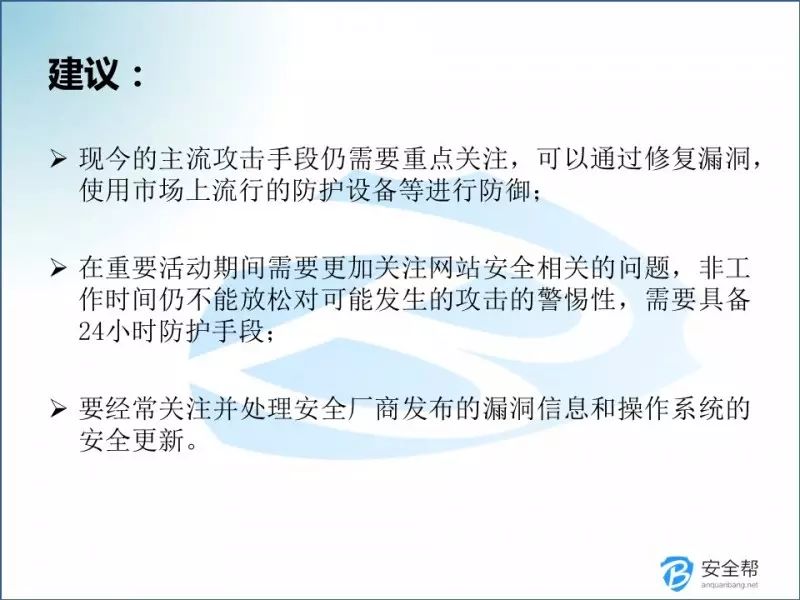 建议：
现今的主流攻击手段仍需要重点关注，可以通过修复漏洞，
使用市场上流行的防护设备等进行防御；
在重要活动期间需要更加关注网站安全相关的问题，非工
作时间仍不能放松对可能发生的攻击的警惕性，需要具备
24小时防护手段；
要经常关注并处理安全厂商发布的漏洞信息和操作系统的
安全更新。
安全帮
anquanbang.net